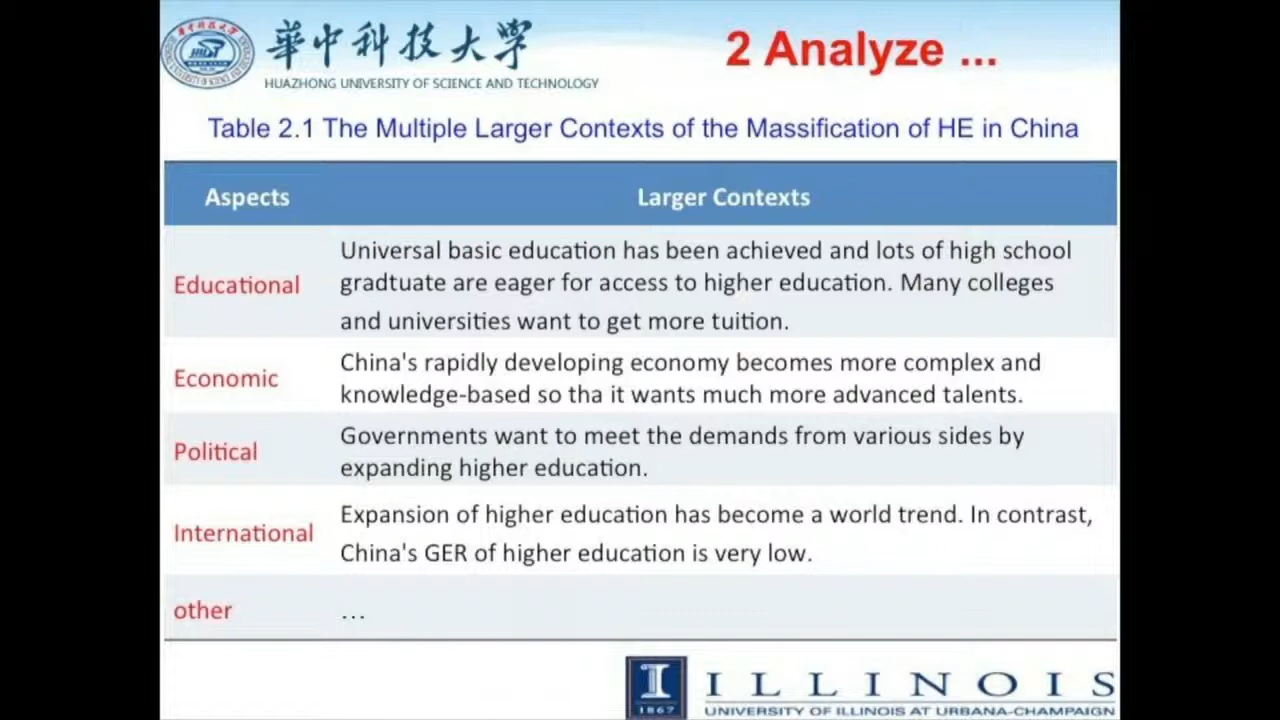 華中科技大学
HUAZHONG UNIVERSITY OF SCIENCE AND TECHNOLOGY
2 Analyze ...
Table 2.1 The Multiple Larger Contexts of the Massification of HE in China
Aspects
Larger Contexts
Educational
Universal basic education has been achieved and lots of high school
gradtuate are eager for access to higher education. Many colleges
and universities want to get more tuition.
Economic
China's rapidly developing economy becomes more complex and
knowledge-based so tha it wants much more advanced talents.
Political
Governments want to meet the demands from various sides by
expanding higher education.
International
Expansion of higher education has become a world trend. In contrast,
China's GER of higher education is very low.
other
...
I
1867
ILLINOIS
UNIVERSITY OF ILLINOIS AT URBANA-CHAMPAIGN